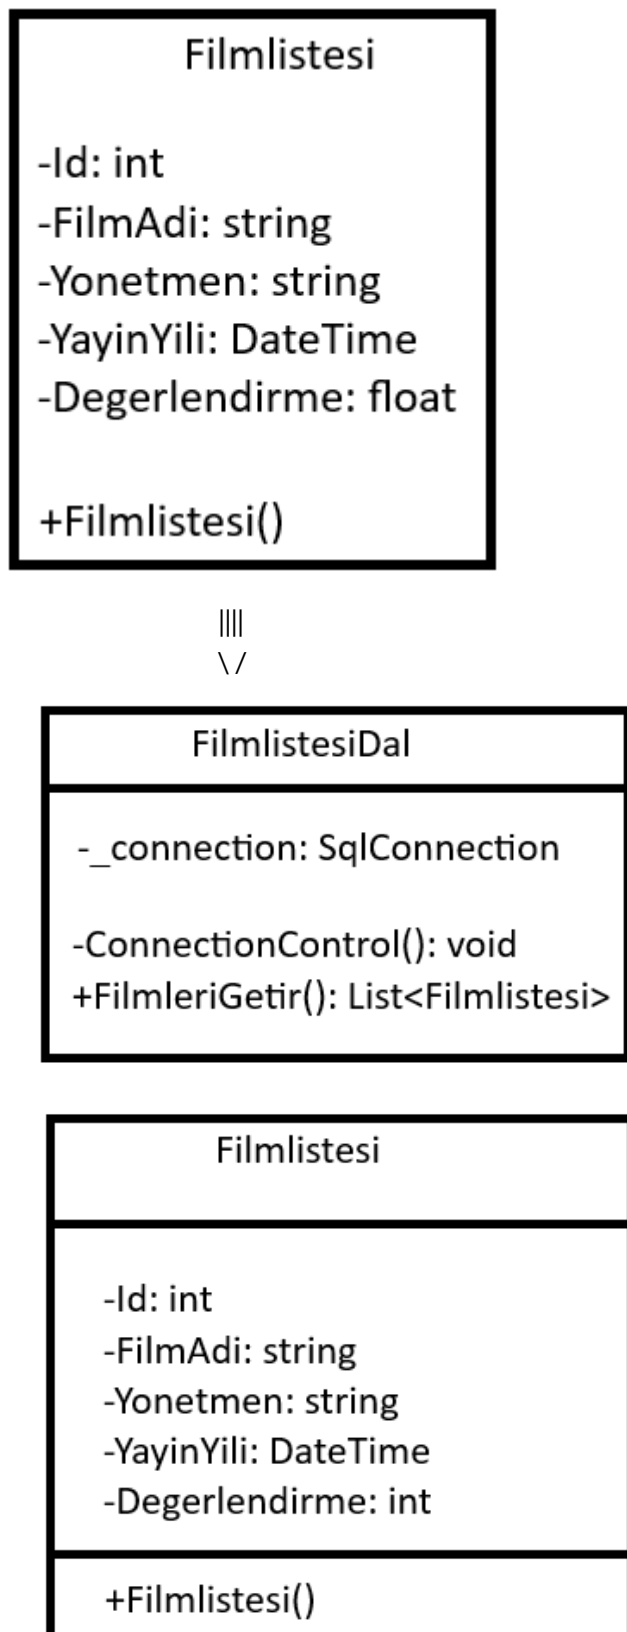 Filmlistesi
-Id: int
-FilmAdi: string
-Yonetmen: string
-YayinYili: DateTime
-Degerlendirme: float
+Filmlistesi()
||||
\ /
FilmlistesiDal
-_connection: SqlConnection
-ConnectionControl(): void
+FilmleriGetir(): List<Filmlistesi>
Filmlistesi
-Id: int
-FilmAdi: string
-Yonetmen: string
-YayinYili: DateTime
-Degerlendirme: int
+Filmlistesi()